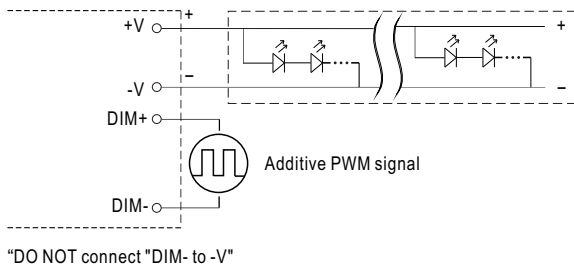 +V + +
-V − −
DIM+
Additive PWM signal
DIM-
“DO NOT connect "DIM- to -V"